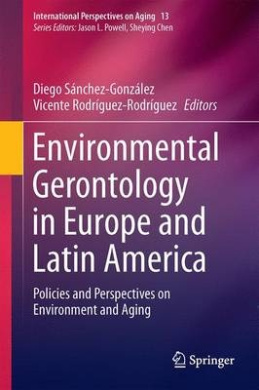 International Perspectives on Aging 13
Series Editors: Jason L. Powell, Sheying Chen
Diego Sánchez-González
Vicente Rodríguez-Rodríguez Editors
Environmental
Gerontology
in Europe and
Latin America
Policies and Perspectives on
Environment and Aging
Springer